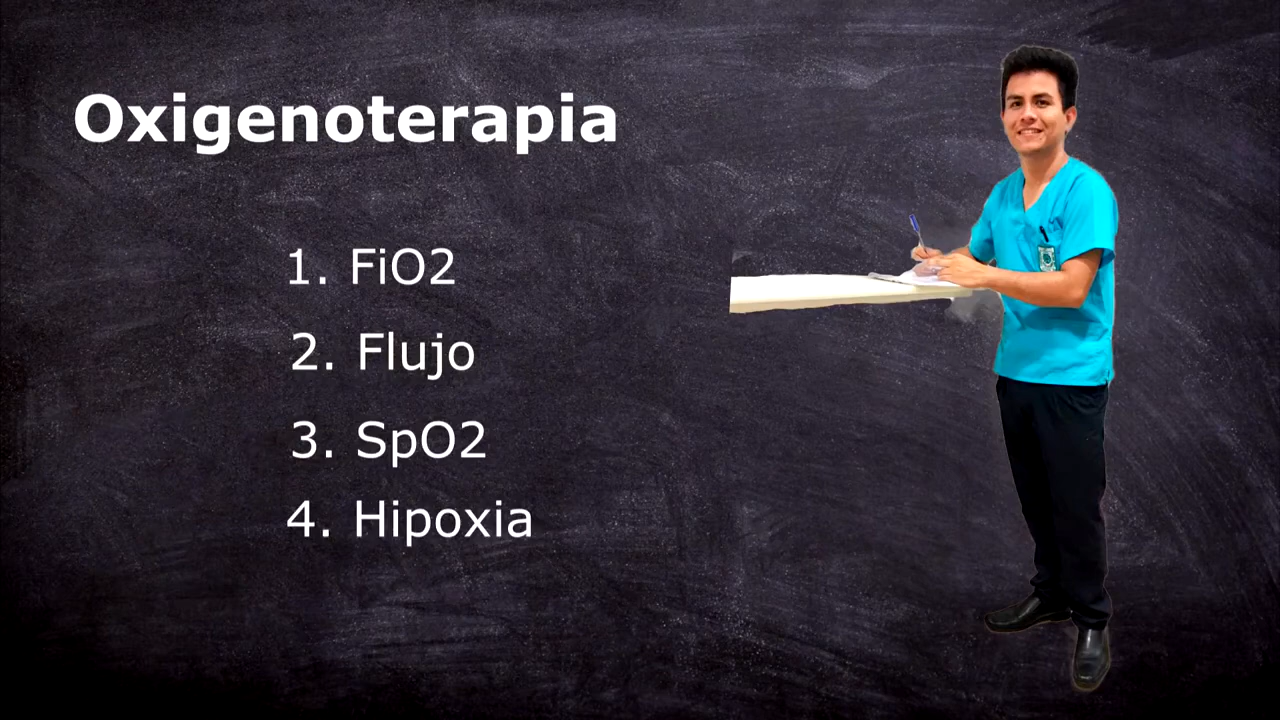 Oxigenoterapia
1. FiO2
2. Flujo
3. SpO2
4. Hipoxia